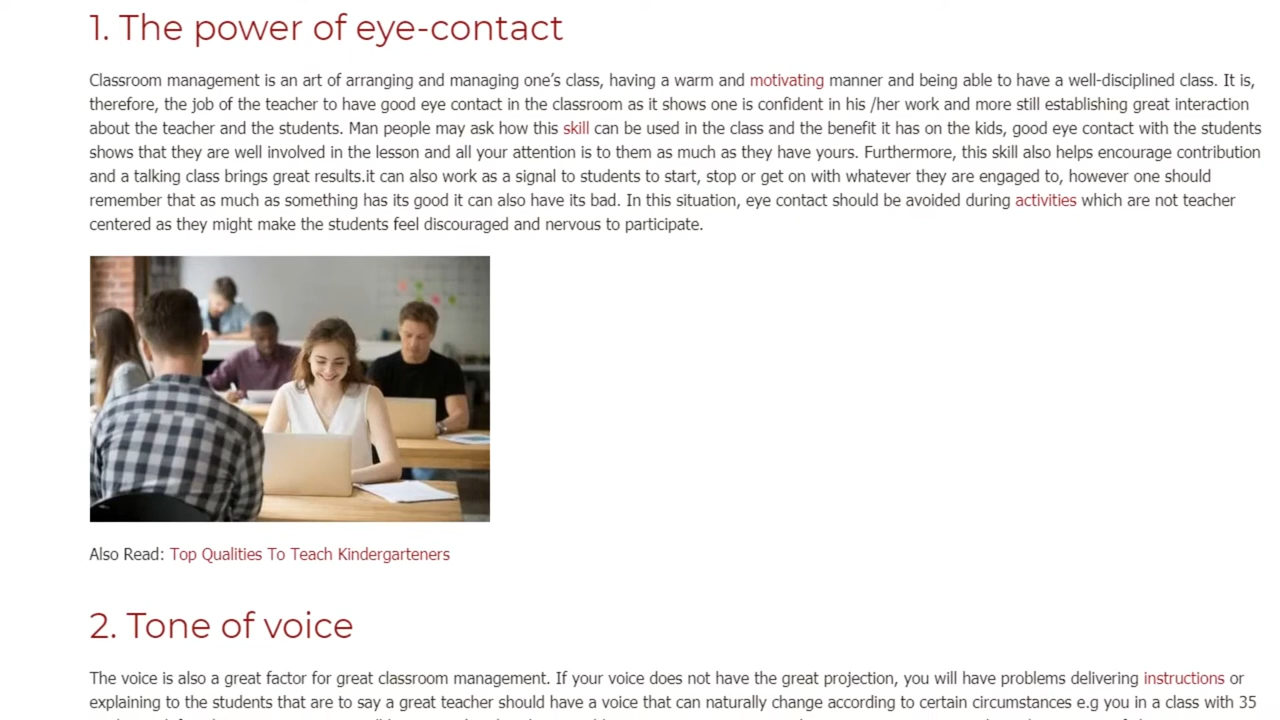 1. The power of eye-contact
Classroom management is an art of arranging and managing one’s class, having a warm and motivating manner and being able to have a well-disciplined class. It is,
therefore, the job of the teacher to have good eye contact in the classroom as it shows one is confident in his /her work and more still establishing great interaction
about the teacher and the students. Man people may ask how this skill can be used in the class and the benefit it has on the kids, good eye contact with the students
shows that they are well involved in the lesson and all your attention is to them as much as they have yours. Furthermore, this skill also helps encourage contribution
and a talking class brings great results.it can also work as a signal to students to start, stop or get on with whatever they are engaged to, however one should
remember that as much as something has its good it can also have its bad. In this situation, eye contact should be avoided during activities which are not teacher
centered as they might make the students feel discouraged and nervous to participate.
Also Read: Top Qualities To Teach Kindergarteners
2. Tone of voice
The voice is also a great factor for great classroom management. If your voice does not have the great projection, you will have problems delivering instructions or
explaining to the students that are to say a great teacher should have a voice that can naturally change according to certain circumstances e.g you in a class with 35